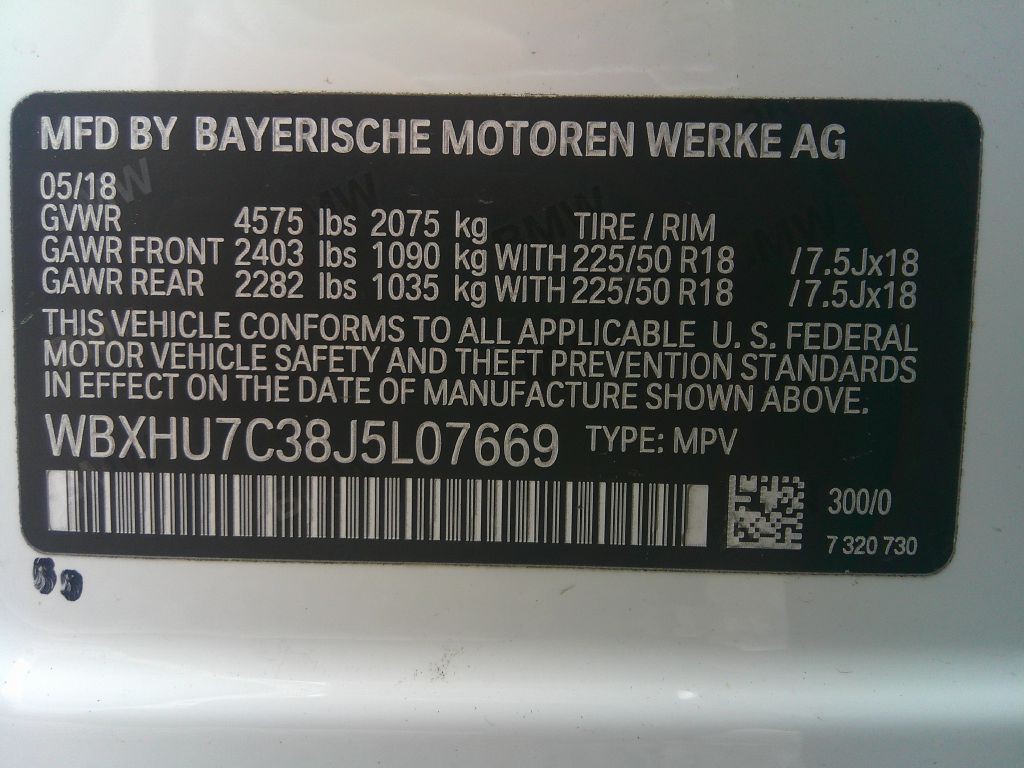 MFD BY BAYERISCHE MOTOREN WERKE AG
05/18
GVWR 4575 lbs 2075 kg TIRE / RIM
GAWR FRONT 2403 lbs 1090 kg WITH 225/50 R18 /7.5Jx18
GAWR REAR 2282 lbs 1035 kg WITH 225/50 R18 /7.5Jx18
THIS VEHICLE CONFORMS TO ALL APPLICABLE U. S. FEDERAL
MOTOR VEHICLE SAFETY AND THEFT PREVENTION STANDARDS
IN EFFECT ON THE DATE OF MANUFACTURE SHOWN ABOVE.
WBXHU7C38J5L07669 TYPE: MPV
300/0
7 320 730